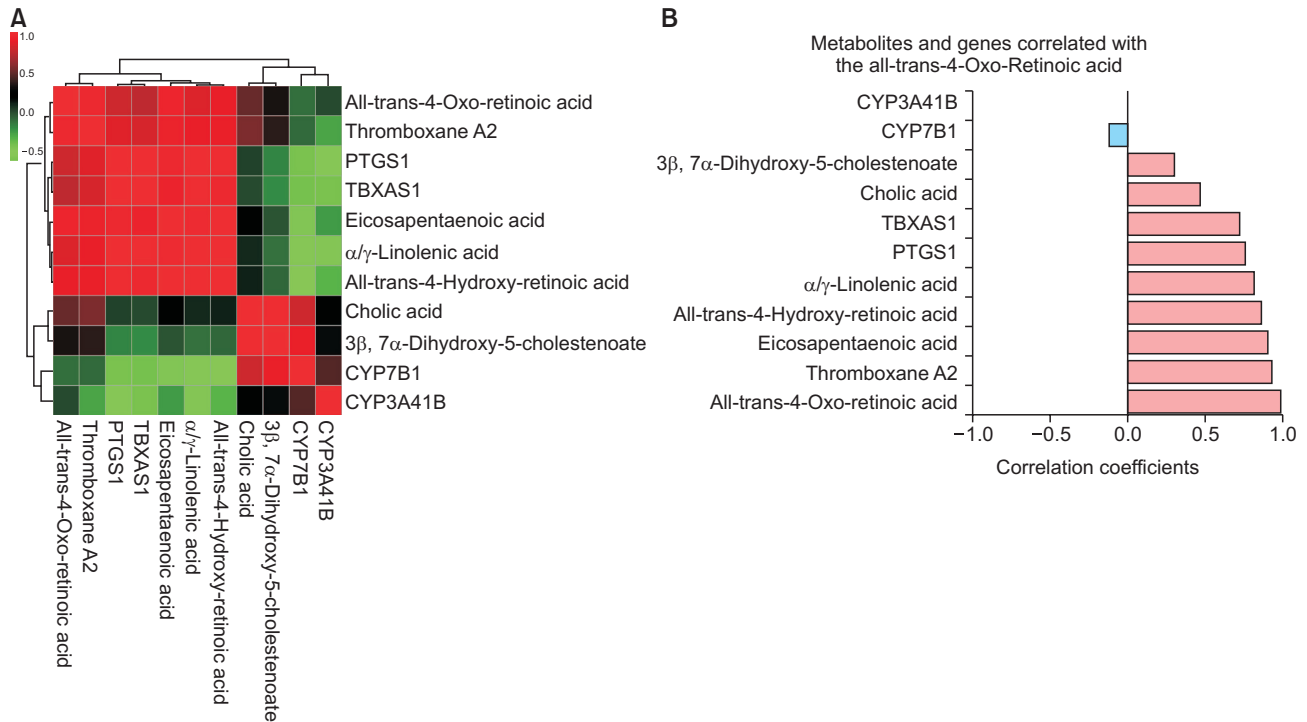 A
1.0
0.5
0.0
−0.5
All-trans-4-Oxo-retinoic acid
Thromboxane A2
PTGS1
TBXAS1
Eicosapentaenoic acid
α/γ-Linolenic acid
All-trans-4-Hydroxy-retinoic acid
Cholic acid
3β, 7α-Dihydroxy-5-cholestenoate
CYP7B1
CYP3A41B
All-trans-4-Oxo-retinoic acid
Thromboxane A2
PTGS1
TBXAS1
Eicosapentaenoic acid
α/γ-Linolenic acid
All-trans-4-Hydroxy-retinoic acid
Cholic acid
3β, 7α-Dihydroxy-5-cholestenoate
CYP7B1
CYP3A41B
B
Metabolites and genes correlated with
the all-trans-4-Oxo-Retinoic acid
CYP3A41B
CYP7B1
3β, 7α-Dihydroxy-5-cholestenoate
Cholic acid
TBXAS1
PTGS1
α/γ-Linolenic acid
All-trans-4-Hydroxy-retinoic acid
Eicosapentaenoic acid
Thromboxane A2
All-trans-4-Oxo-retinoic acid
−1.0 −0.5 0.0 0.5 1.0
Correlation coefficients